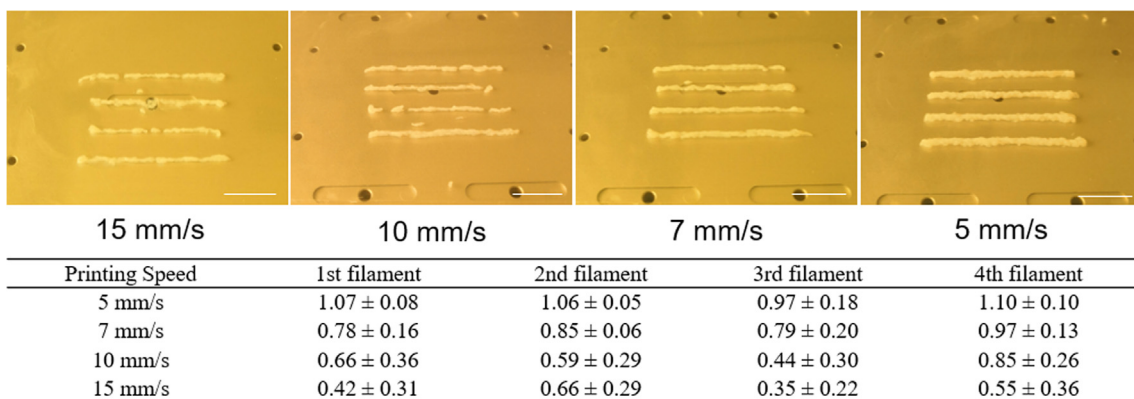 15 mm/s 10 mm/s 7 mm/s 5 mm/s
Printing Speed 1st filament 2nd filament 3rd filament 4th filament
5 mm/s 1.07 ± 0.08 1.06 ± 0.05 0.97 ± 0.18 1.10 ± 0.10
7 mm/s 0.78 ± 0.16 0.85 ± 0.06 0.79 ± 0.20 0.97 ± 0.13
10 mm/s 0.66 ± 0.36 0.59 ± 0.29 0.44 ± 0.30 0.85 ± 0.26
15 mm/s 0.42 ± 0.31 0.66 ± 0.29 0.35 ± 0.22 0.55 ± 0.36